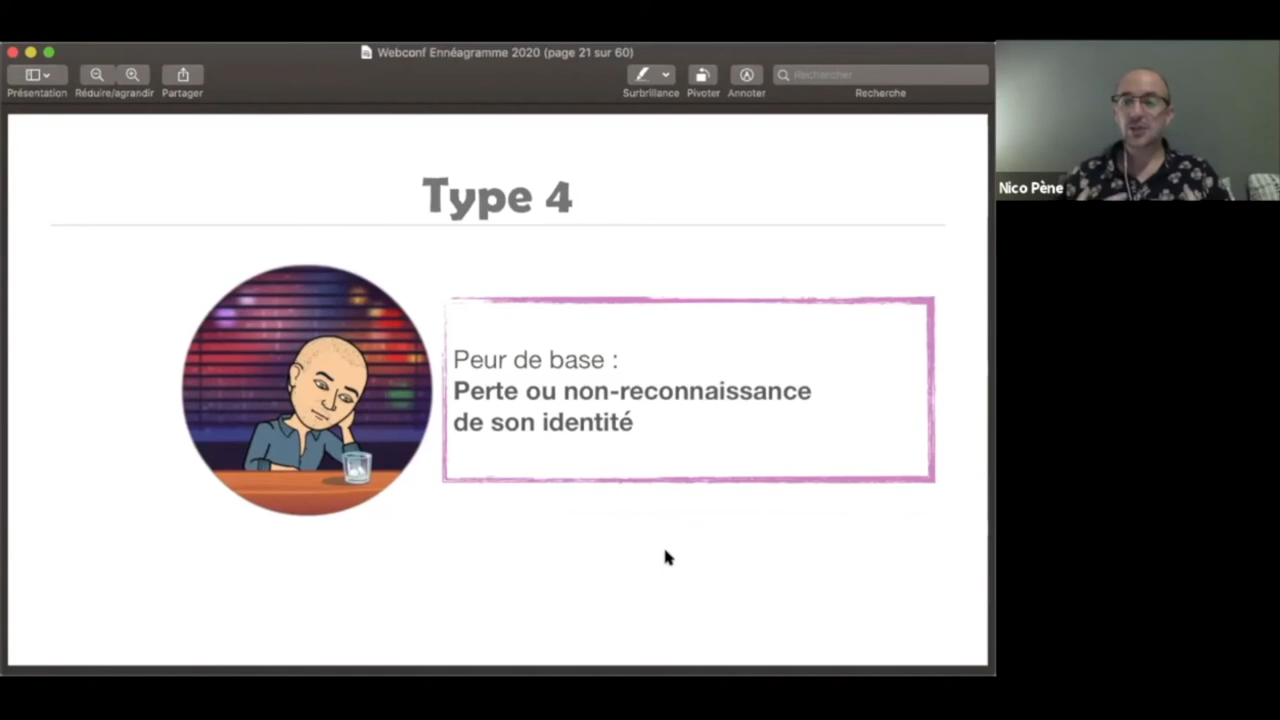 Webconf Ennéagramme 2020 (page 21 sur 60)
Présentation
Réduire/agrandir
Partager
Surbrillance
Pivoter
Annoter
Rechercher
Recherche
Nico Pène
Type 4
Peur de base :
Perte ou non-reconnaissance
de son identité